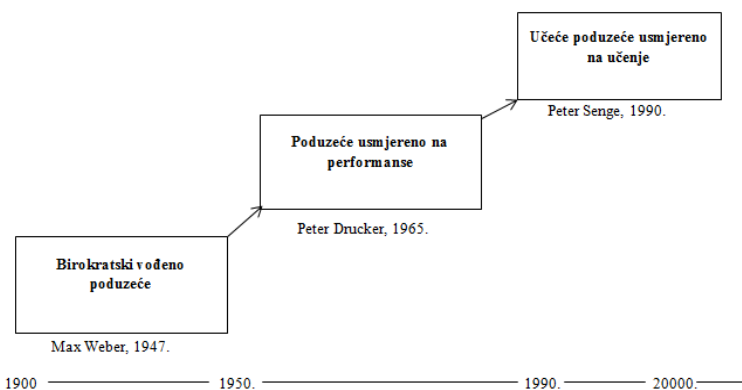 Učeće poduzeće usmjereno
na učenje
Peter Senge, 1990.
Poduzeće usmjereno na
performanse
Peter Drucker, 1965.
Birokratski vođeno
poduzeće
Max Weber, 1947.
1900 1950. 1990. 20000.